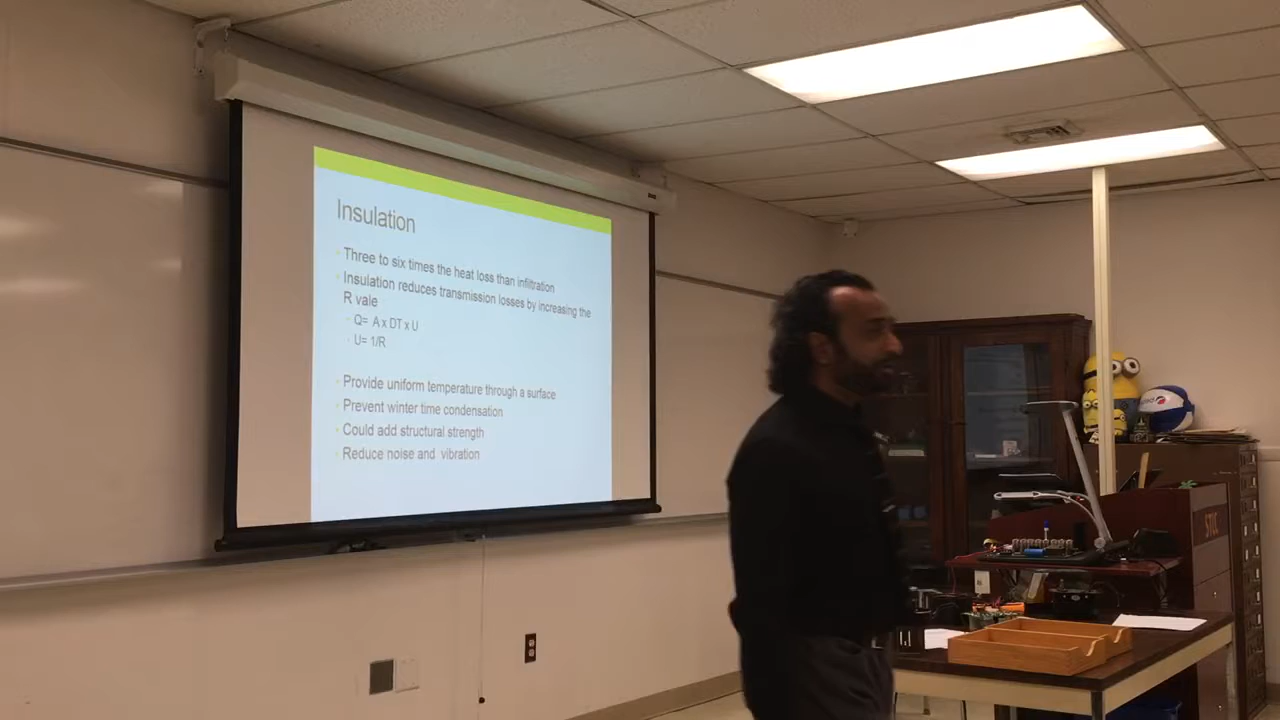 Insulation
Three to six times the heat loss than infiltration
Insulation reduces transmission losses by increasing the
R vale
Q= A x DT x U
U= 1/R
Provide uniform temperature through a surface
Prevent winter time condensation
Could add structural strength
Reduce noise and vibration
STCC